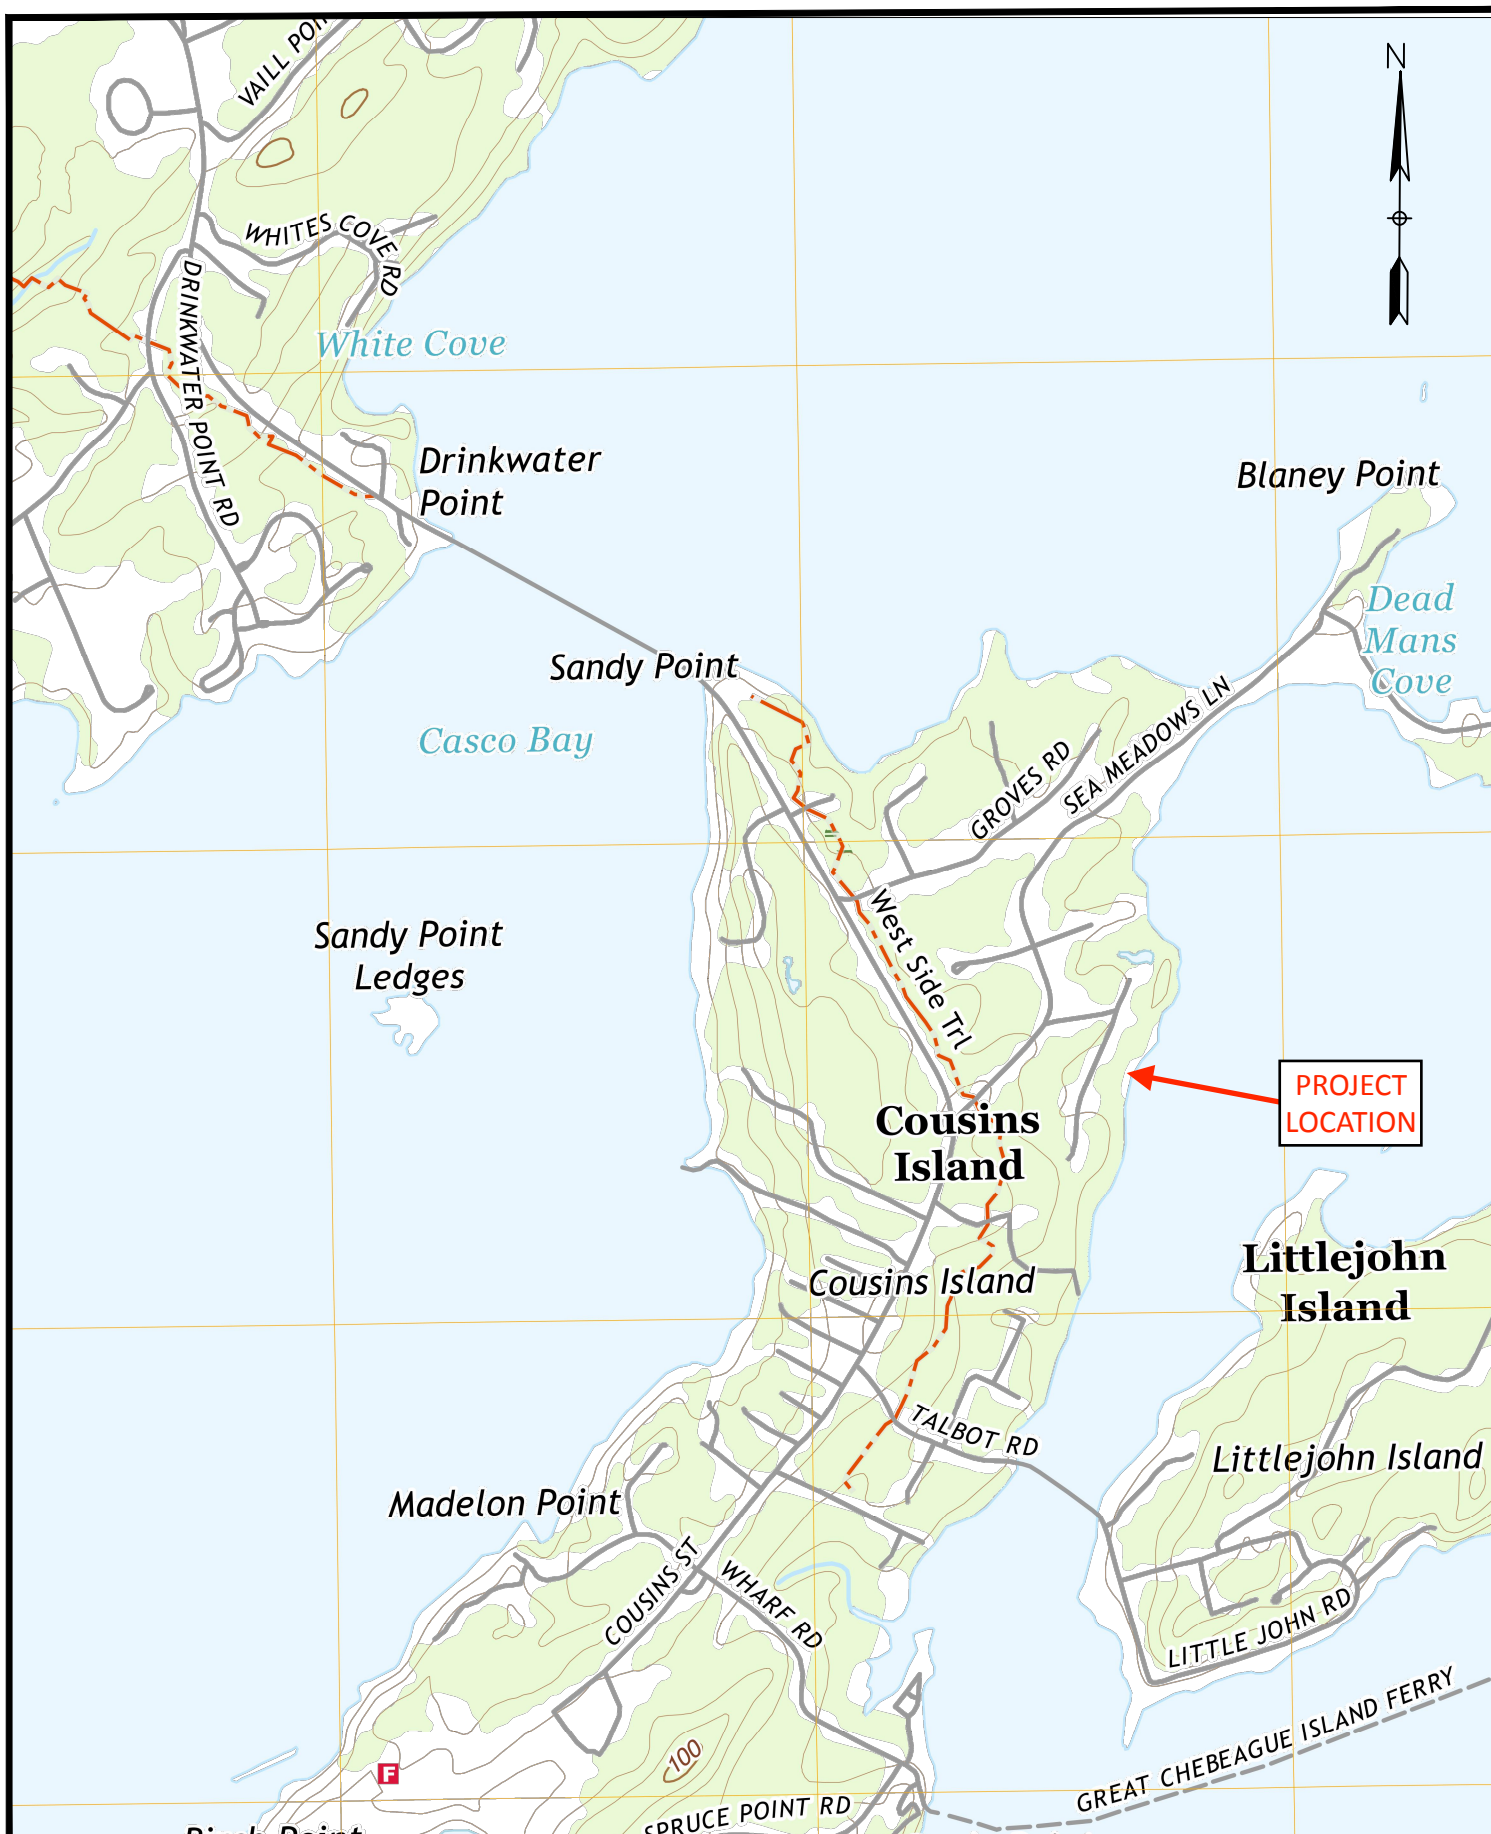 VAILL
N
WHITES COVE RD
DRINKWATER POINT RD
White Cove
Drinkwater
Point
Blaney Point
Dead
Mans
Cove
Sandy Point
Casco Bay
SEA MEADOWS LN
GROVES RD
West Side Trl
Sandy Point
Ledges
PROJECT
LOCATION
Cousins
Island
Littlejohn
Island
Cousins Island
TALBOT RD
Littlejohn Island
Madelon Point
COUSINS ST
WHARF RD
LITTLE JOHN RD
GREAT CHEBEAGUE ISLAND FERRY
100
F
SPRUCE POINT RD